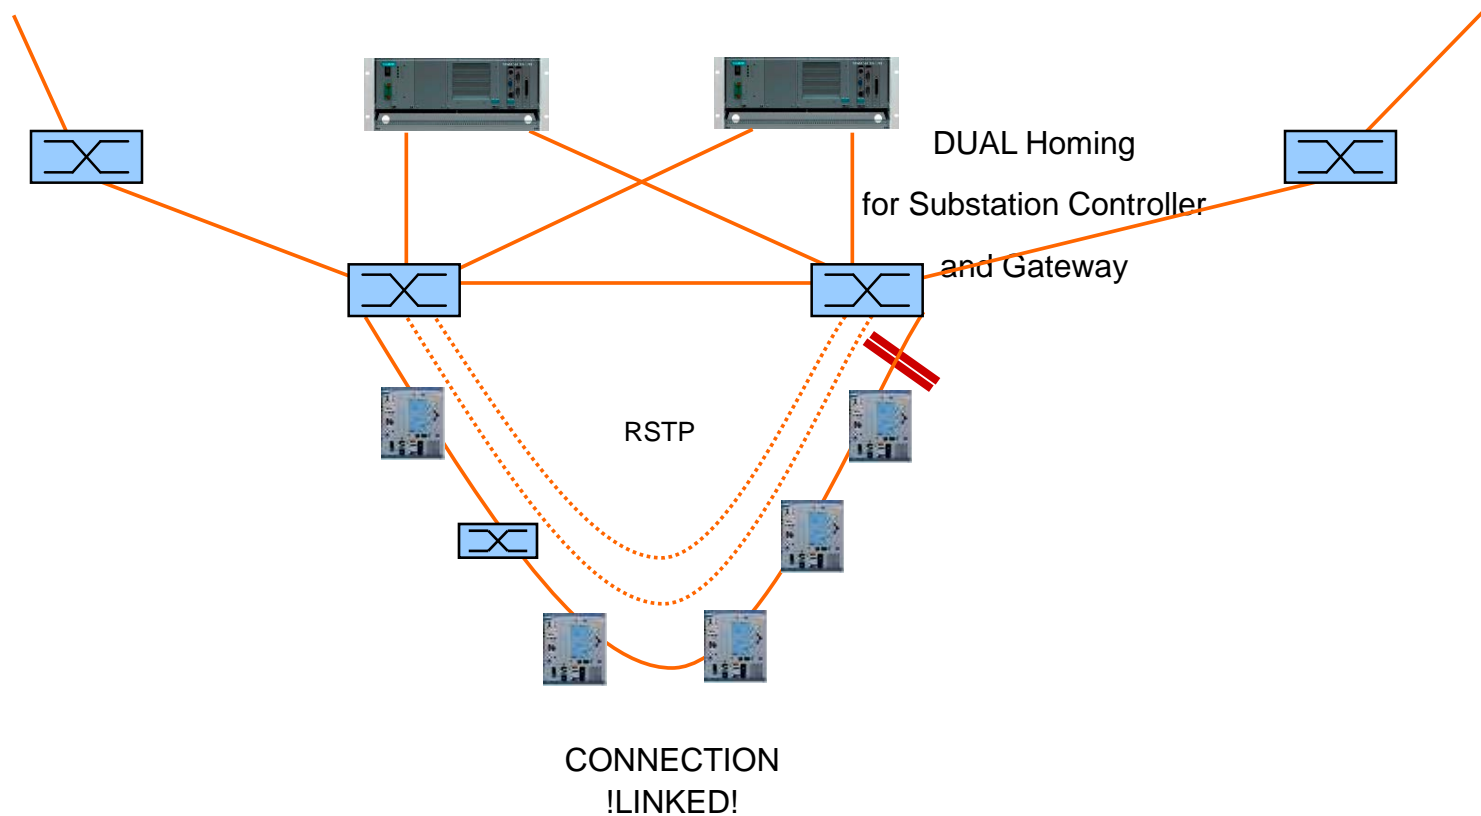 DUAL Homing
for Substation Controller
and Gateway
RSTP
CONNECTION
!LINKED!